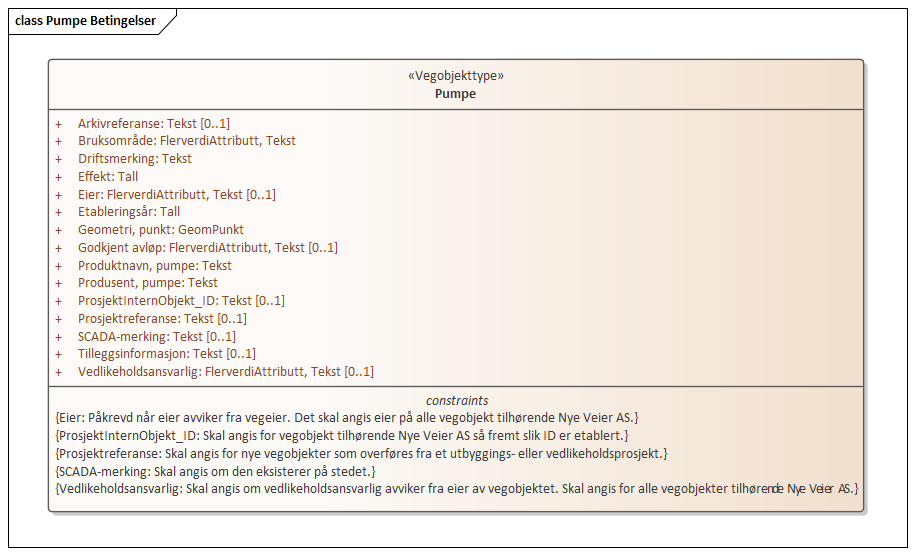 class Pumpe Betingelser
«Vegobjekttype»
Pumpe
+ Arkivreferanse: Tekst [0..1]
+ Bruksområde: FlerverdiAttributt, Tekst
+ Driftsmerking: Tekst
+ Effekt: Tall
+ Eier: FlerverdiAttributt, Tekst [0..1]
+ Etableringsår: Tall
+ Geometri, punkt: GeomPunkt
+ Godkjent avløp: FlerverdiAttributt, Tekst [0..1]
+ Produktnavn, pumpe: Tekst
+ Produsent, pumpe: Tekst
+ ProsjektInternObjekt_ID: Tekst [0..1]
+ Prosjektreferanse: Tekst [0..1]
+ SCADA-merking: Tekst [0..1]
+ Tilleggsinformasjon: Tekst [0..1]
+ Vedlikeholdsansvarlig: FlerverdiAttributt, Tekst [0..1]
constraints
{Eier: Påkrevd når eier avviker fra vegeier. Det skal angis eier på alle vegobjekt tilhørende Nye Veier AS.}
{ProsjektInternObjekt_ID: Skal angis for vegobjekt tilhørende Nye Veier AS så fremt slik ID er etablert.}
{Prosjektreferanse: Skal angis for nye vegobjekter som overføres fra et utbyggings- eller vedlikeholdsprosjekt.}
{SCADA-merking: Skal angis om den eksisterer på stedet.}
{Vedlikeholdsansvarlig: Skal angis om vedlikeholdsansvarlig avviker fra eier av vegobjektet. Skal angis for alle vegobjekter tilhørende Nye Veier AS.}